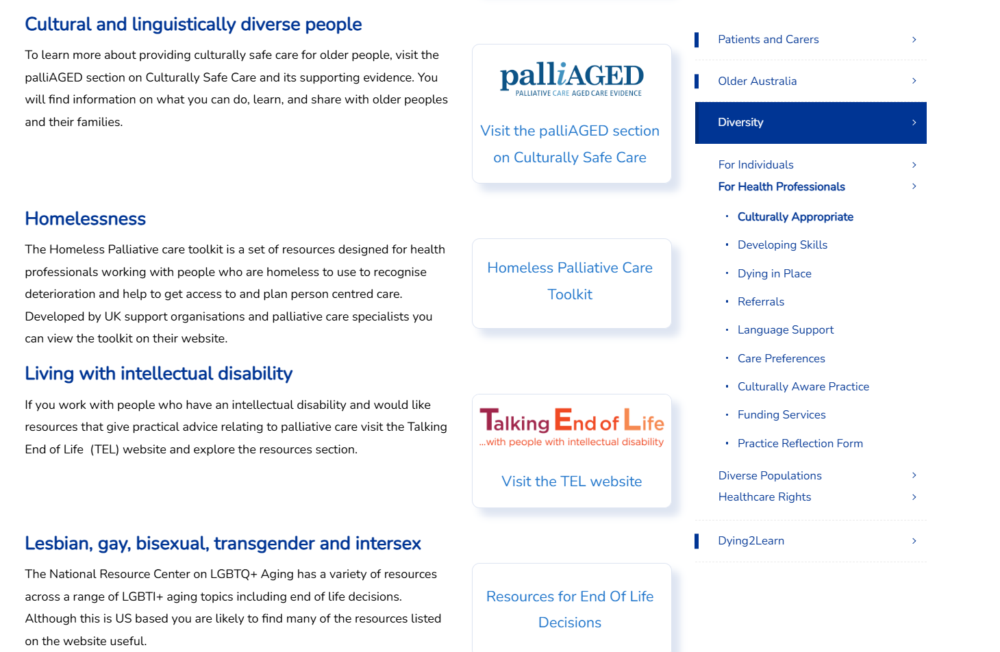 Cultural and linguistically diverse people
To learn more about providing culturally safe care for older people, visit the
palliAGED section on Culturally Safe Care and its supporting evidence. You
will find information on what you can do, learn, and share with older peoples
and their families.
palliAGED
PALLIATIVE CARE AGED CARE EVIDENCE
Visit the palliAGED section
on Culturally Safe Care
Homelessness
The Homeless Palliative care toolkit is a set of resources designed for health
professionals working with people who are homeless to use to recognise
deterioration and help to get access to and plan person centred care.
Developed by UK support organisations and palliative care specialists you
can view the toolkit on their website.
Homeless Palliative Care
Toolkit
Living with intellectual disability
If you work with people who have an intellectual disability and would like
resources that give practical advice relating to palliative care visit the Talking
End of Life (TEL) website and explore the resources section.
Talking End of Life
...with people with intellectual disability
Visit the TEL website
Lesbian, gay, bisexual, transgender and intersex
The National Resource Center on LGBTQ+ Aging has a variety of resources
across a range of LGBTI+ aging topics including end of life decisions.
Although this is US based you are likely to find many of the resources listed
on the website useful.
Resources for End Of Life
Decisions
Patients and Carers
Older Australia
Diversity
For Individuals
For Health Professionals
• Culturally Appropriate
• Developing Skills
• Dying in Place
• Referrals
• Language Support
• Care Preferences
• Culturally Aware Practice
• Funding Services
• Practice Reflection Form
Diverse Populations
Healthcare Rights
Dying2Learn